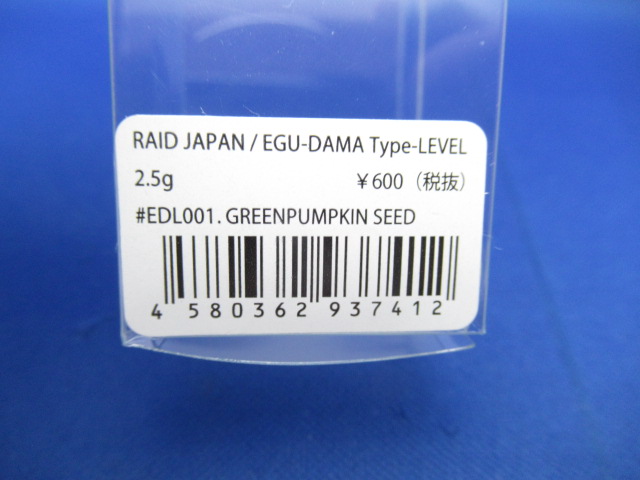 RAID JAPAN / EGU-DAMA Type-LEVEL
2.5g ￥600（税抜）
#EDL001. GREENPUMPKIN SEED
4 580362 937412